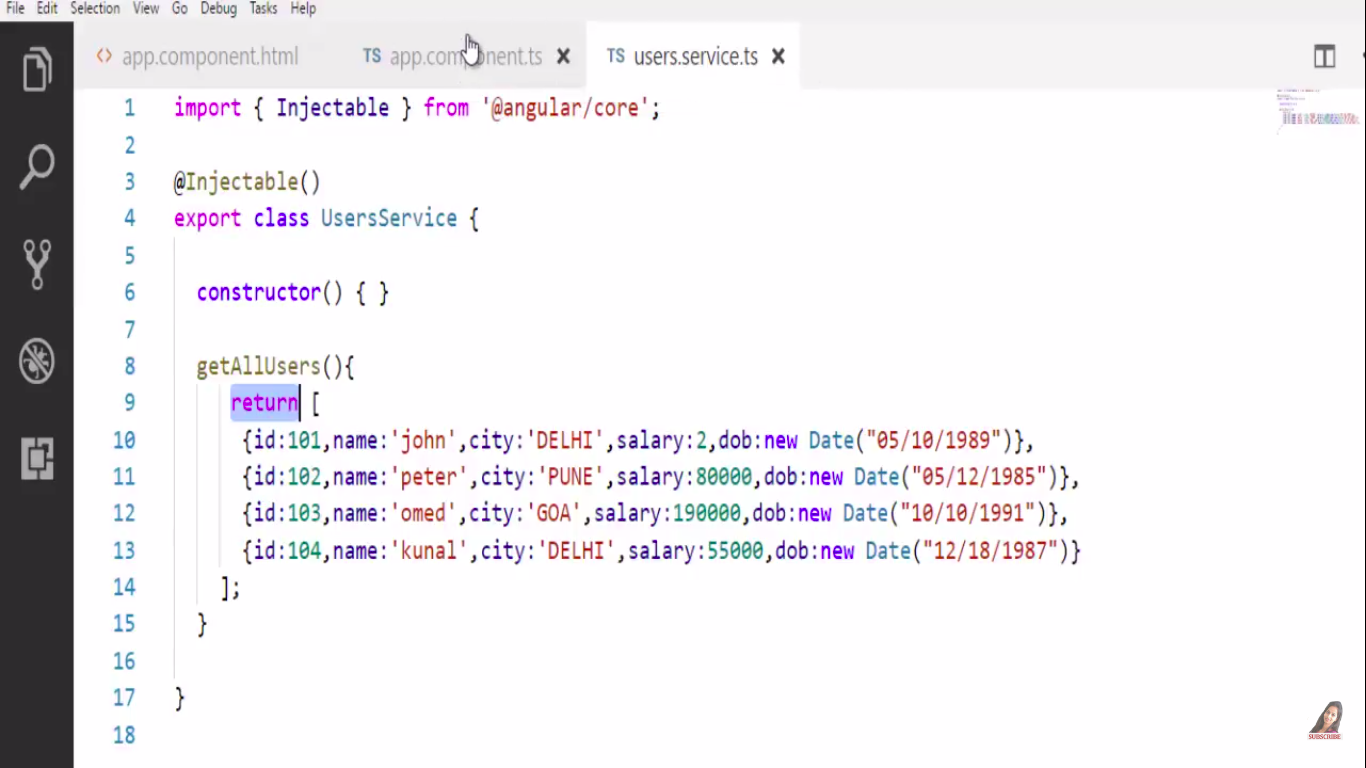 File Edit Selection View Go Debug Tasks Help
<> app.component.html TS app.component.ts × TS users.service.ts ×
1 import { Injectable } from '@angular/core';
2
3 @Injectable()
4 export class UsersService {
5
6 constructor() { }
7
8 getAllUsers(){
9 return [
10 {id:101,name:'john',city:'DELHI',salary:2,dob:new Date("05/10/1989")},
11 {id:102,name:'peter',city:'PUNE',salary:80000,dob:new Date("05/12/1985")},
12 {id:103,name:'omed',city:'GOA',salary:190000,dob:new Date("10/10/1991")},
13 {id:104,name:'kunal',city:'DELHI',salary:55000,dob:new Date("12/18/1987")}
14 ];
15 }
16
17 }
18
SUBSCRIBE